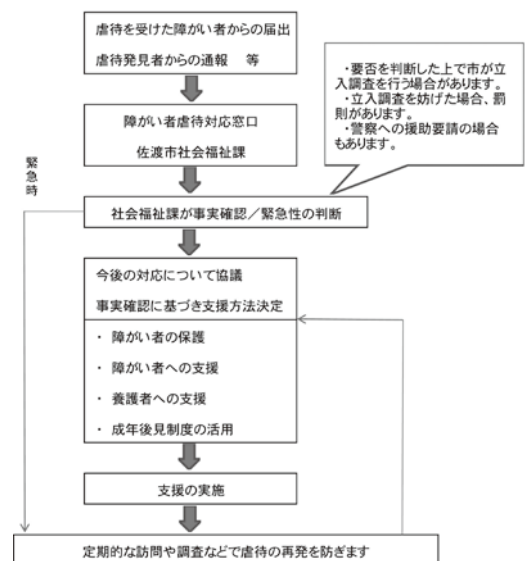 虐待を受けた障がい者からの届出
虐待発見者からの通報　等
・要否を判断した上で市が立
入調査を行う場合があります。
・立入調査を妨げた場合、罰
則があります。
・警察への援助要請の場合
もあります。
障がい者虐待対応窓口
佐渡市社会福祉課
緊急時
社会福祉課が事実確認／緊急性の判断
今後の対応について協議
事実確認に基づき支援方法決定
・ 障がい者の保護
・ 障がい者への支援
・ 養護者への支援
・ 成年後見制度の活用
支援の実施
定期的な訪問や調査などで虐待の再発を防ぎます